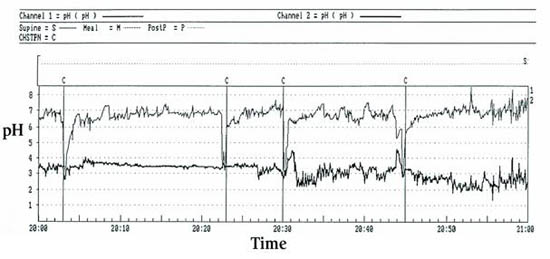 Channel 1 = pH ( pH ) Channel 2 = pH ( pH )
Supine = S Meal = M PostP = P
CHSTPN = C
S
C C C C
8 1
7 2
6
pH
5
4
3
2
1
20:00 20:10 20:20 20:30 20:40 20:50 21:00
Time